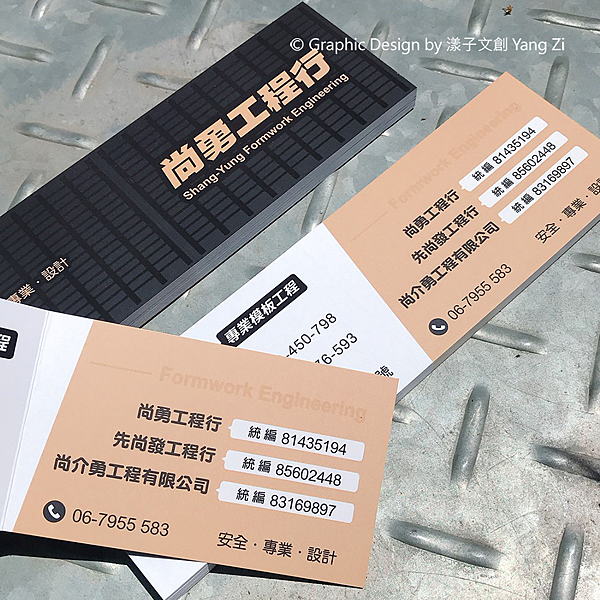 © Graphic Design by 漾子文創 Yang Zi
尚勇工程行
Shang-Yung Formwork Engineering
專業·設計
Formwork Engineering
尚勇工程行 統編 81435194
先尚發工程行 統編 85602448
尚介勇工程有限公司 統編 83169897
06-7955 583
安全·專業·設計
專業模板工程
-450-798
76-593
號
程
Formwork Engineering
尚勇工程行 統編 81435194
先尚發工程行 統編 85602448
尚介勇工程有限公司 統編 83169897
06-7955 583
安全·專業·設計